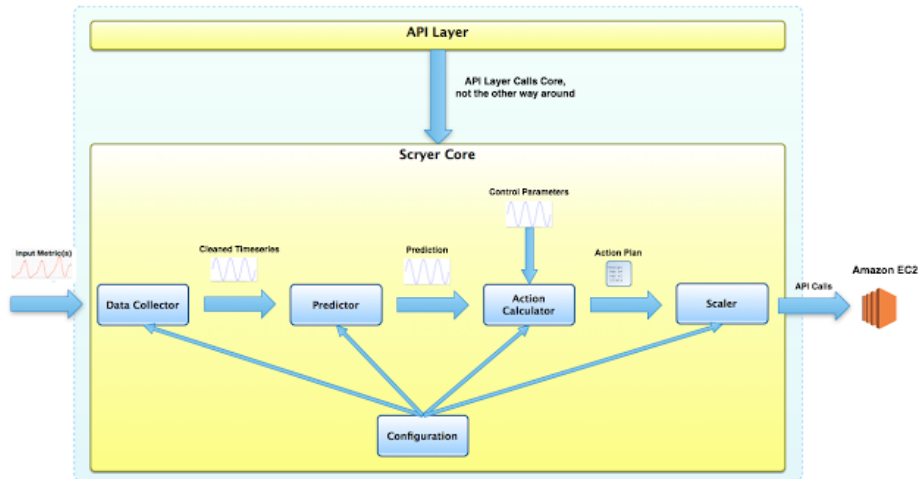 API Layer
API Layer Calls Core,
not the other way around
Scryer Core
Control Parameters
Input Metric(s)
Cleaned Timeseries
Prediction
Action Plan
Amazon EC2
API Calls
Data Collector
Predictor
Action
Calculator
Scaler
Configuration